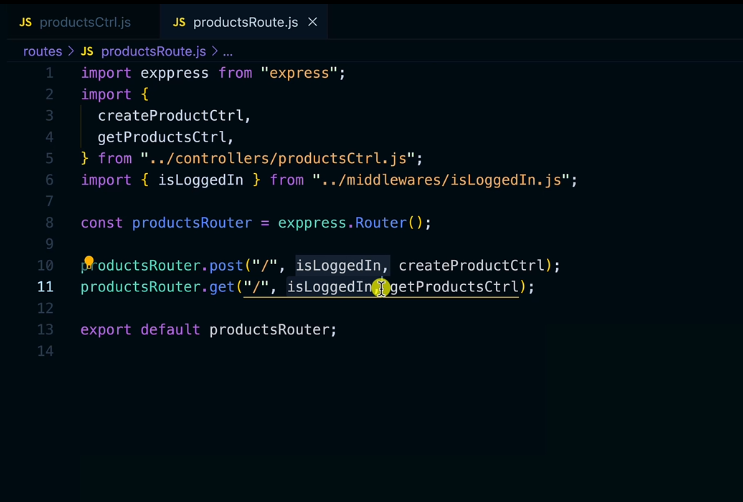 JS productsCtrl.js JS productsRoute.js ×
routes > JS productsRoute.js > ...
1 import exppress from "express";
2 import {
3 createProductCtrl,
4 getProductsCtrl,
5 } from "../controllers/productsCtrl.js";
6 import { isLoggedIn } from "../middlewares/isLoggedIn.js";
7
8 const productsRouter = exppress.Router();
9
10 productsRouter.post("/", isLoggedIn, createProductCtrl);
11 productsRouter.get("/", isLoggedIn, getProductsCtrl);
12
13 export default productsRouter;
14